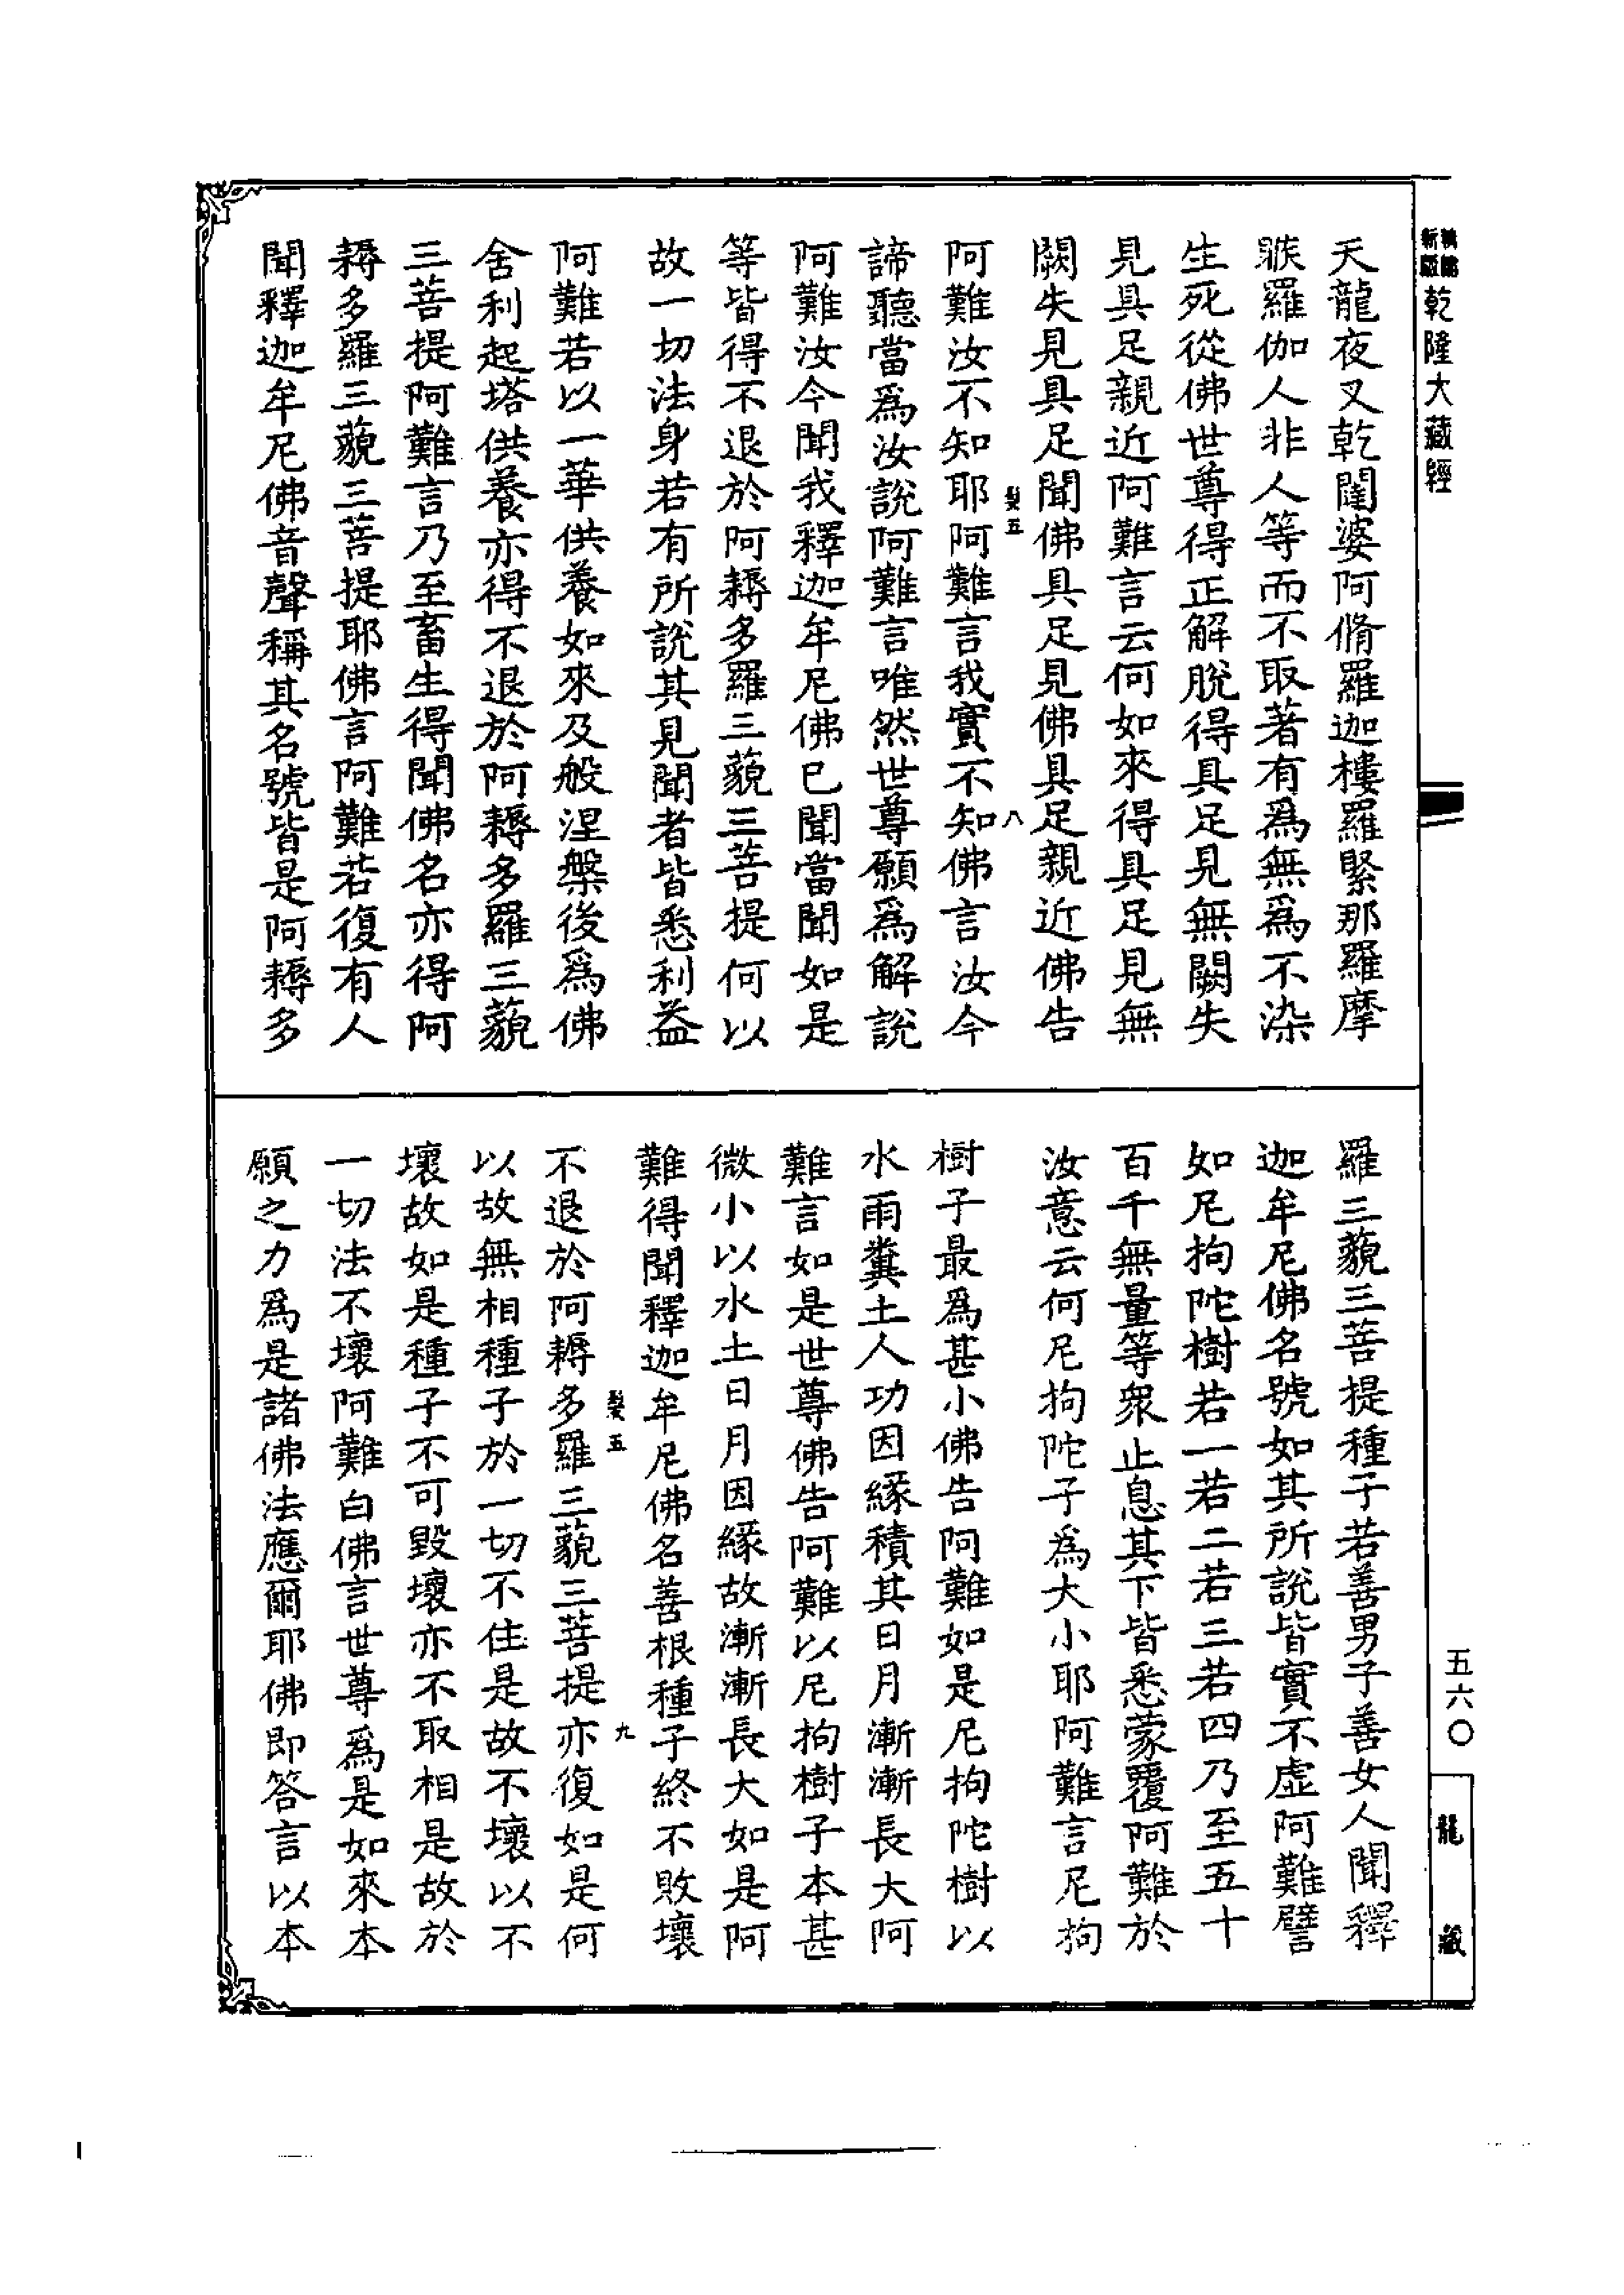 乾隆大藏經
天龍夜叉乾闥婆阿脩羅迦樓羅緊那羅摩
睺羅伽人非人等而不取著有爲無爲不染
生死從佛世尊得正解脫得具足見無闕失
見具足親近阿難言云何如來得具足見無
闕失見具足聞佛具足見佛具足親近佛告
髮五
八
阿難汝不知耶阿難言我實不知佛言汝今
諦聽當爲汝說阿難言唯然世尊願爲解說
阿難汝今聞我釋迦牟尼佛已聞當聞如是
等皆得不退於阿耨多羅三藐三菩提何以
故一切法身若有所說其見聞者皆悉利益
阿難若以一華供養如來及般涅槃後爲佛
舍利起塔供養亦得不退於阿耨多羅三藐
三菩提阿難言乃至畜生得聞佛名亦得阿
耨多羅三藐三菩提耶佛言阿難若復有人
聞釋迦牟尼佛音聲稱其名號皆是阿耨多
羅三藐三菩提種子若善男子善女人聞釋
迦牟尼佛名號如其所說皆實不虛阿難譬
如尼拘陀樹若一若二若三若四乃至五十
百千無量等衆止息其下皆悉蒙覆阿難於
汝意云何尼拘陀子爲大小耶阿難言尼拘
樹子最爲甚小佛告阿難如是尼拘陀樹以
水雨糞土人功因緣積其日月漸漸長大阿
難言如是世尊佛告阿難以尼拘樹子本甚
微小以水土日月因緣故漸漸長大如是阿
難得聞釋迦牟尼佛名善根種子終不敗壞
髮五
九
不退於阿耨多羅三藐三菩提亦復如是何
以故無相種子於一切不住是故不壞以不
壞故如是種子不可毀壞亦不取相是故於
一切法不壞阿難白佛言世尊爲是如來本
願之力爲是諸佛法應爾耶佛即答言以本
五六〇
龍藏